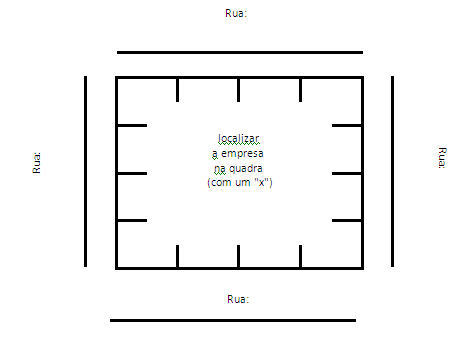 Rua:
localizar
a empresa
na quadra
(com um "x")
Rua:
Rua:
Rua: